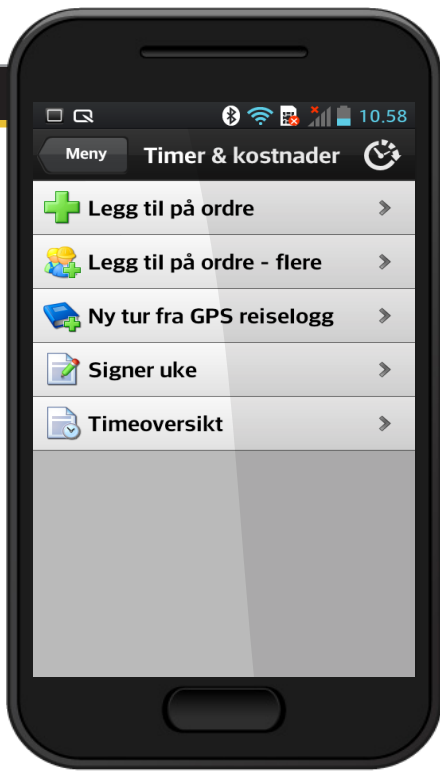 10.58
Meny Timer & kostnader
Legg til på ordre
Legg til på ordre - flere
Ny tur fra GPS reiselogg
Signer uke
Timeoversikt